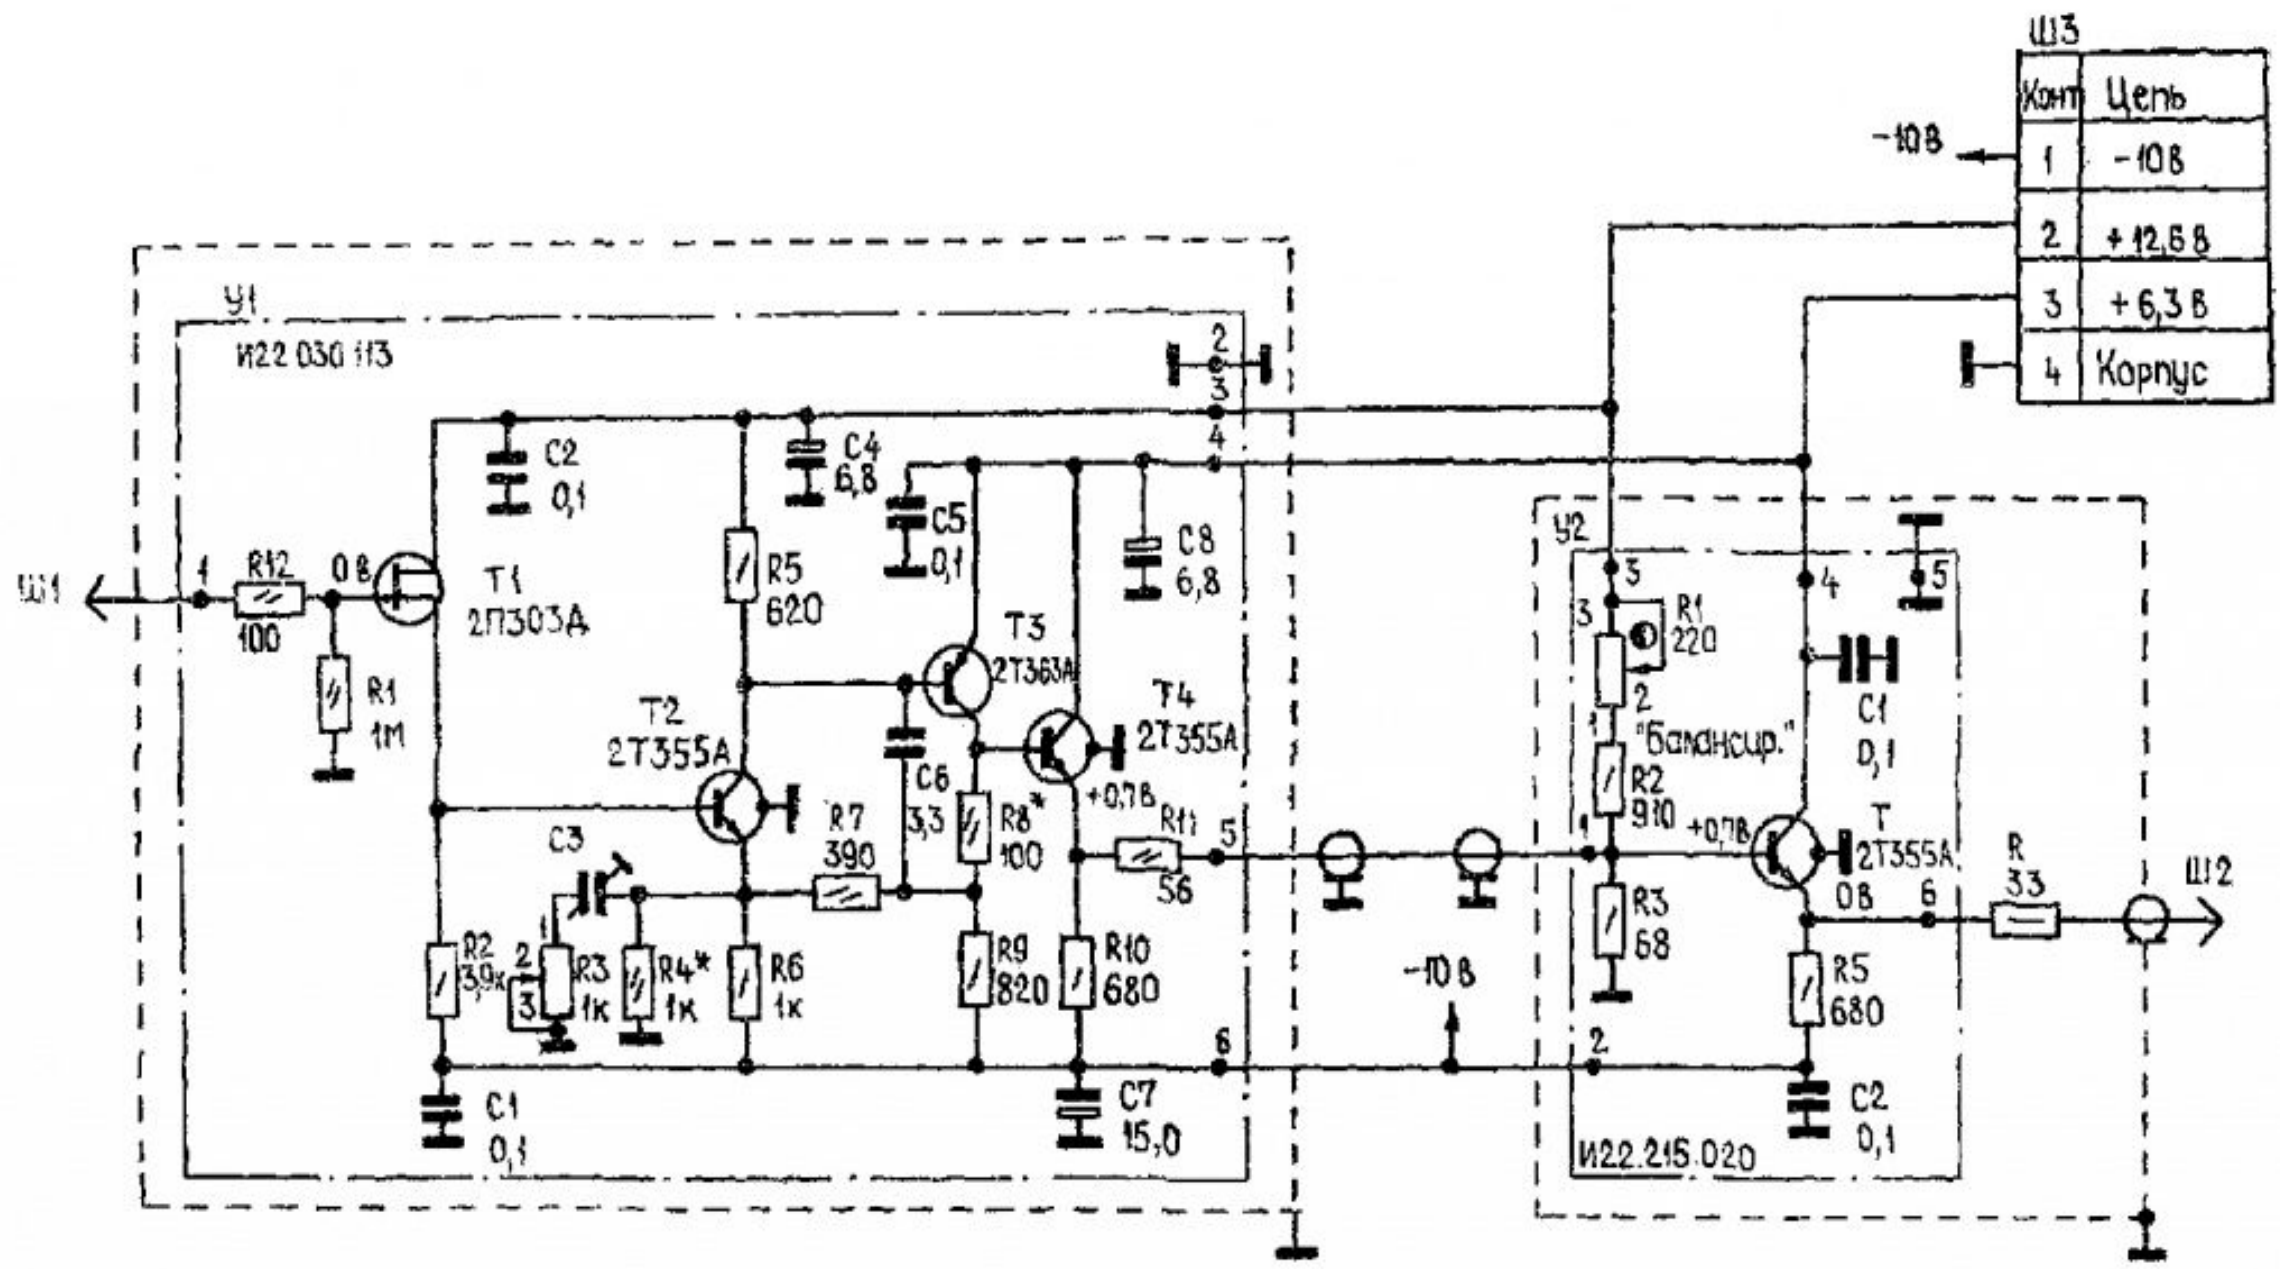 Ш3
Конт Цепь
1 -10В
2 +12,6В
3 +6,3В
4 Корпус
-10В
У1
И22 030 113
2
3
4
C2
0,1
C4
6,8
C5
0,1
C8
6,8
Ш1
1
R12
100
0В
T1
2П303Д
R1
1М
R5
620
T3
2Т363А
T2
2Т355А
T4
2Т355А
+0,7В
C6
3,3
R7
390
R8*
100
R11
56
5
C3
1
2
3
R2
3,9к
R3
1к
R4*
1к
R6
1к
R9
820
R10
680
6
C1
0,1
C7
15,0
-10В
У2
3
4
5
3
R1
220
2
1
"Балансир."
R2
910
C1
0,1
1
+0,7В
T
2Т355А
0В
6
R
33
Ш2
R3
68
R5
680
2
C2
0,1
И22.215.020